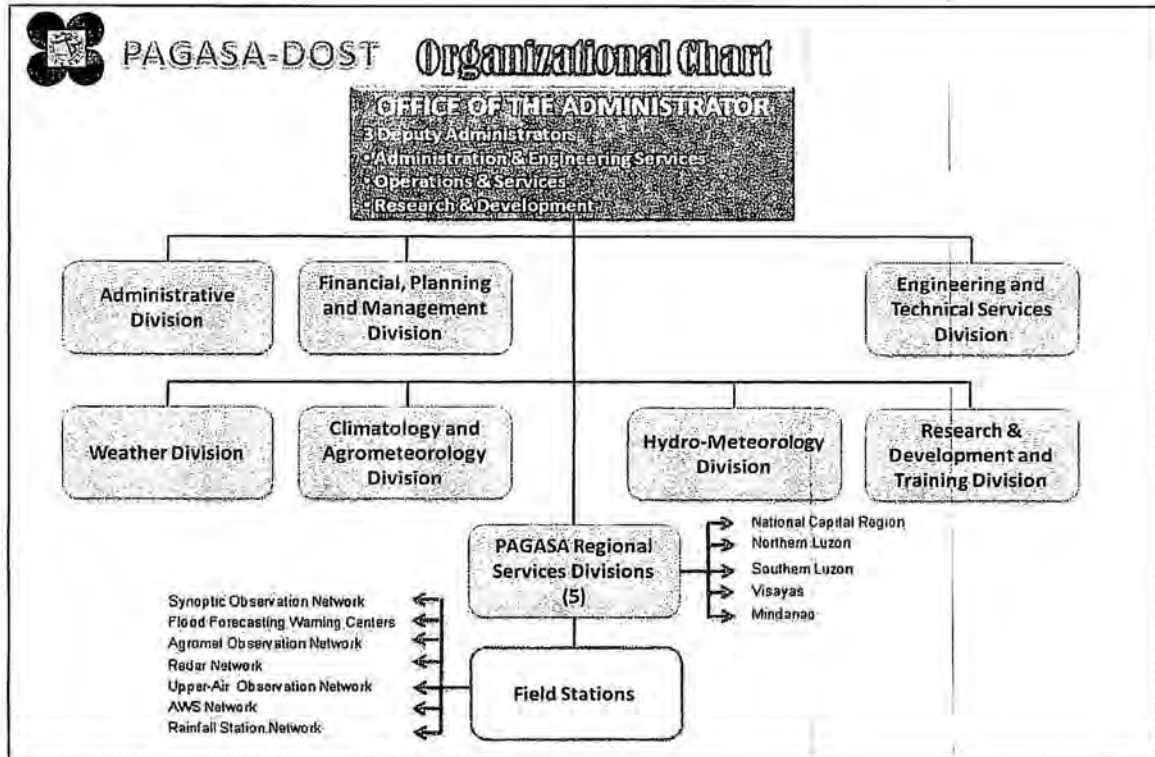 PAGASA-DOST Organizational Chart
OFFICE OF THE ADMINISTRATOR
3 Deputy Administrators
• Administration & Engineering Services
• Operations & Services
• Research & Development
Administrative
Division
Financial, Planning
and Management
Division
Engineering and
Technical Services
Division
Weather Division
Climatology and
Agrometeorology
Division
Hydro-Meteorology
Division
Research &
Development and
Training Division
PAGASA Regional
Services Divisions
(5)
National Capital Region
Northern Luzon
Southern Luzon
Visayas
Mindanao
Synoptic Observation Network
Flood Forecasting Warning Centers
Agromet Observation Network
Radar Network
Upper-Air Observation Network
AWS Network
Rainfall Station Network
Field Stations